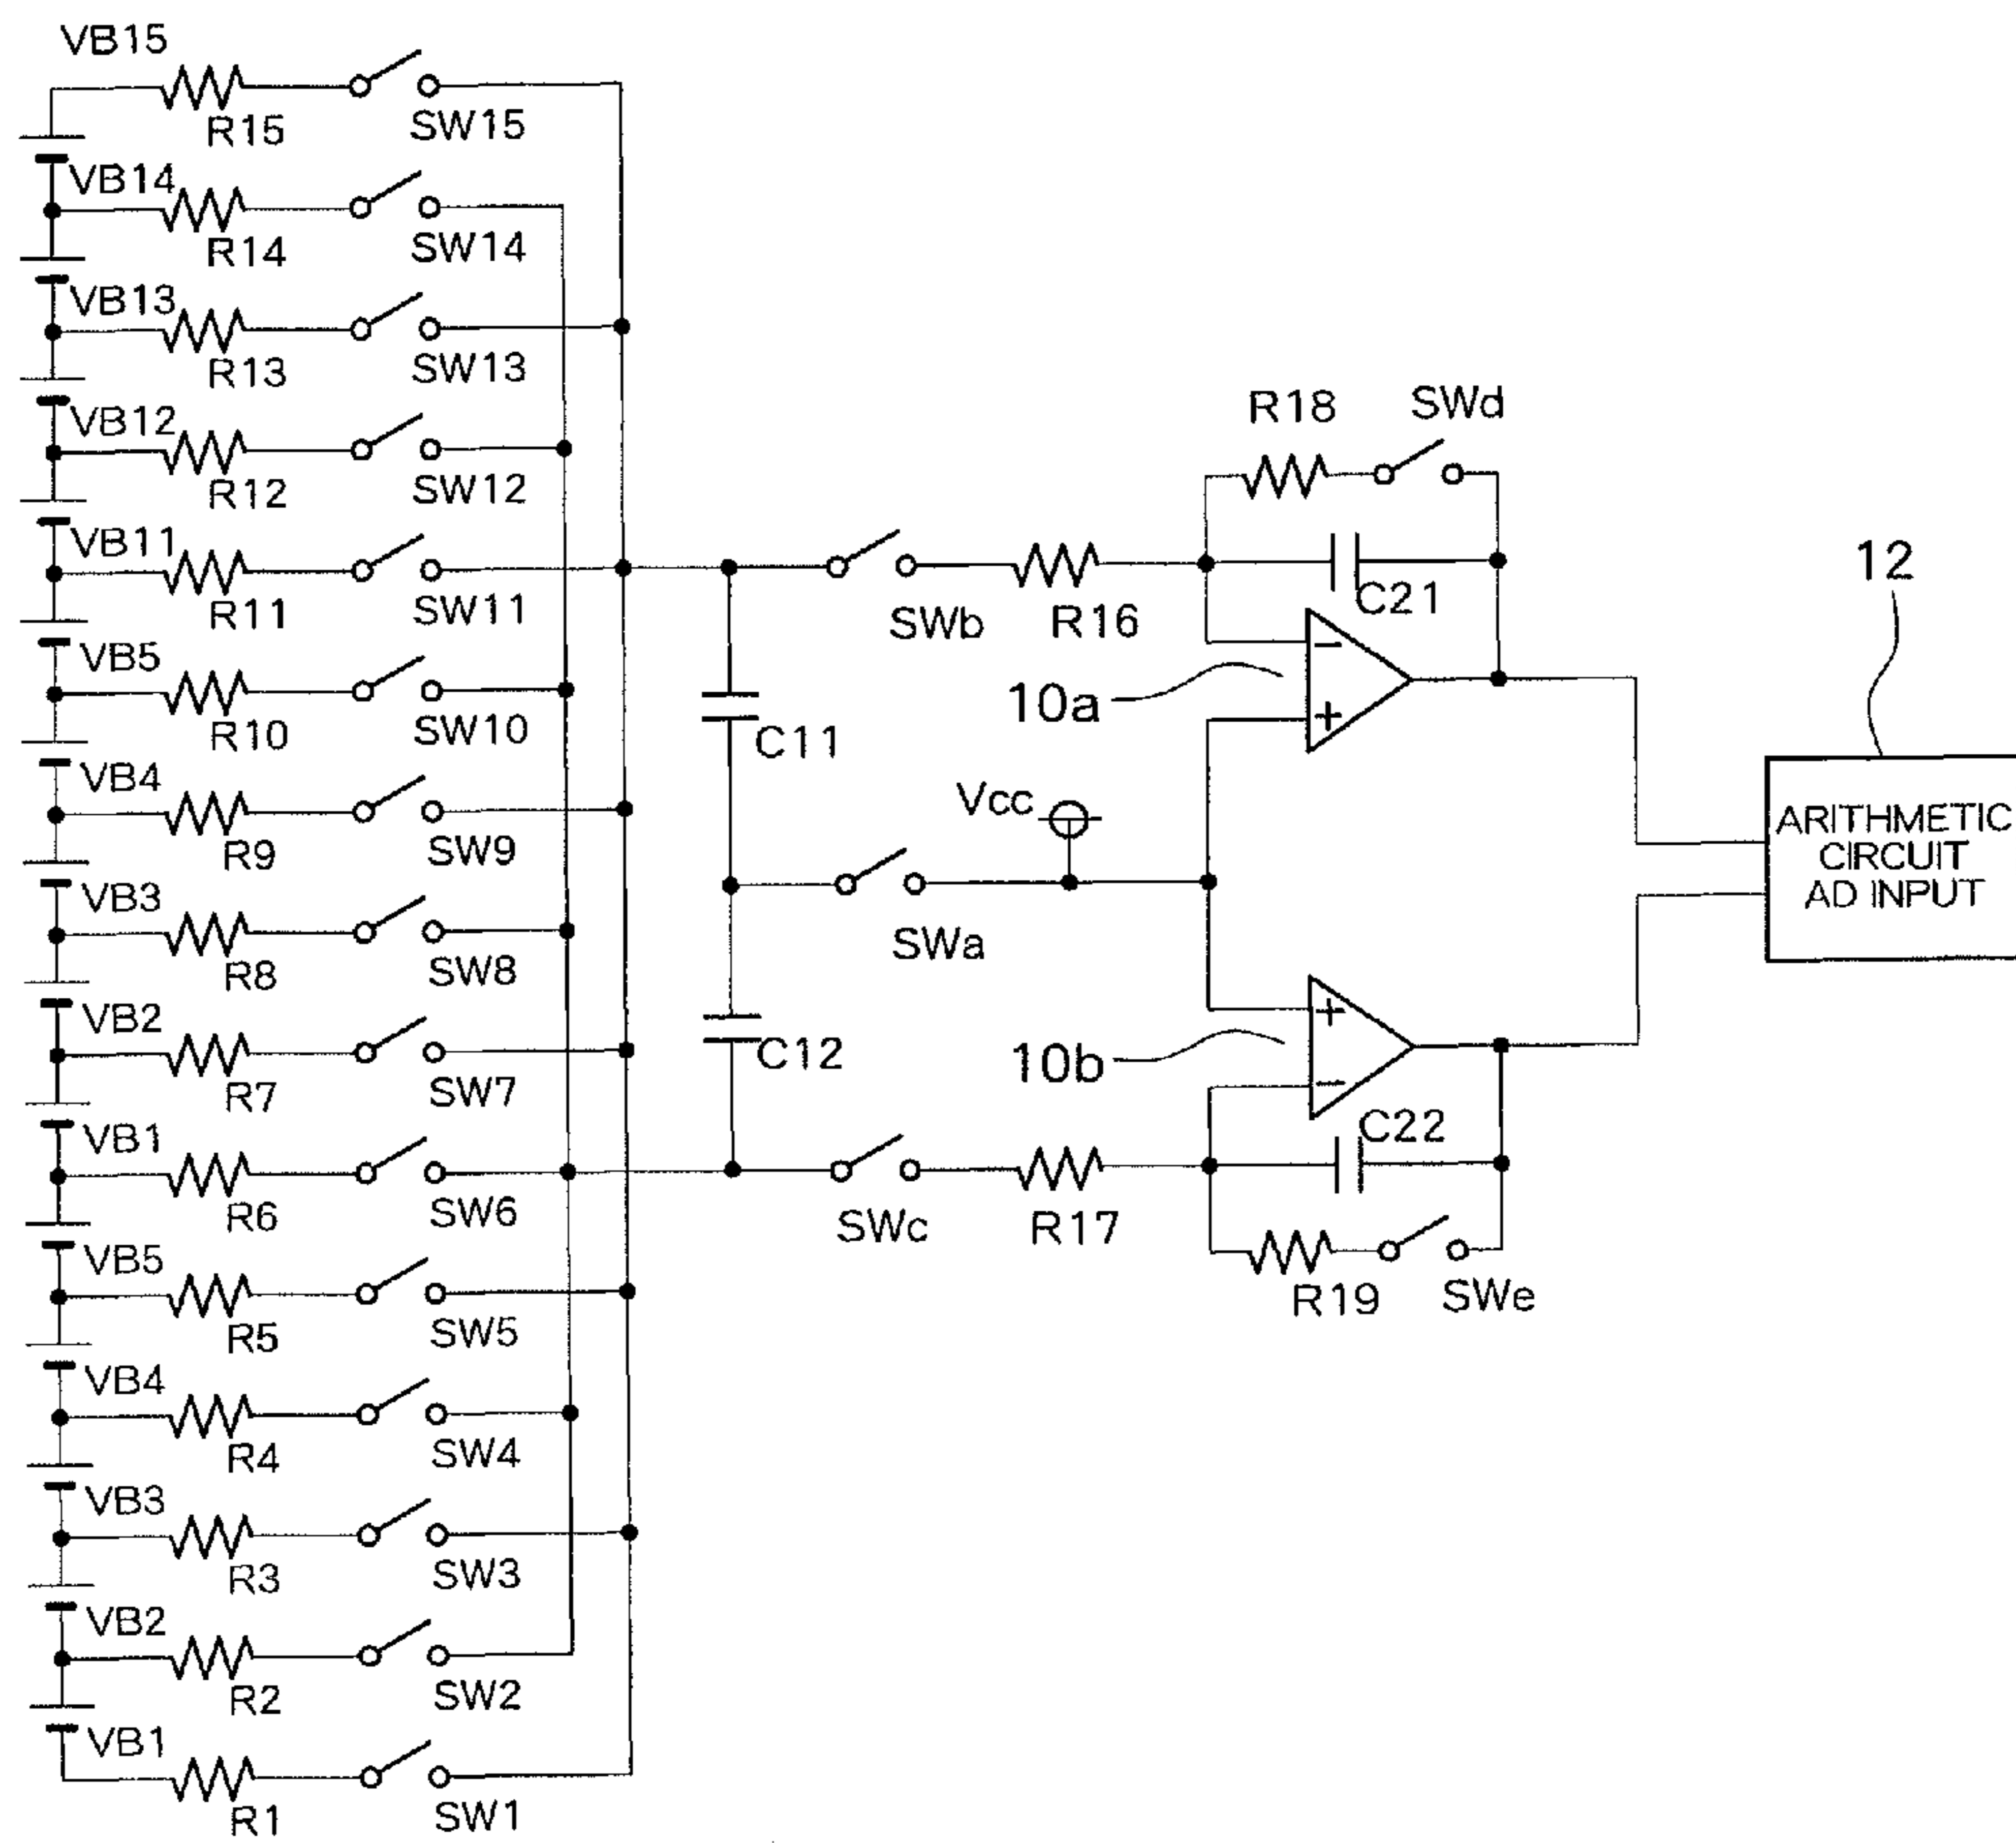 VB15
R15
SW15
VB14
R14
SW14
VB13
R13
SW13
VB12
R12
SW12
VB11
R11
SW11
VB5
R10
SW10
VB4
R9
SW9
VB3
R8
SW8
VB2
R7
SW7
VB1
R6
SW6
VB5
R5
SW5
VB4
R4
SW4
VB3
R3
SW3
VB2
R2
SW2
VB1
R1
SW1
C11
C12
SWb
R16
R18
SWd
C21
10a
−
+
Vcc
SWa
10b
+
−
C22
SWc
R17
R19
SWe
12
ARITHMETIC
CIRCUIT
AD INPUT